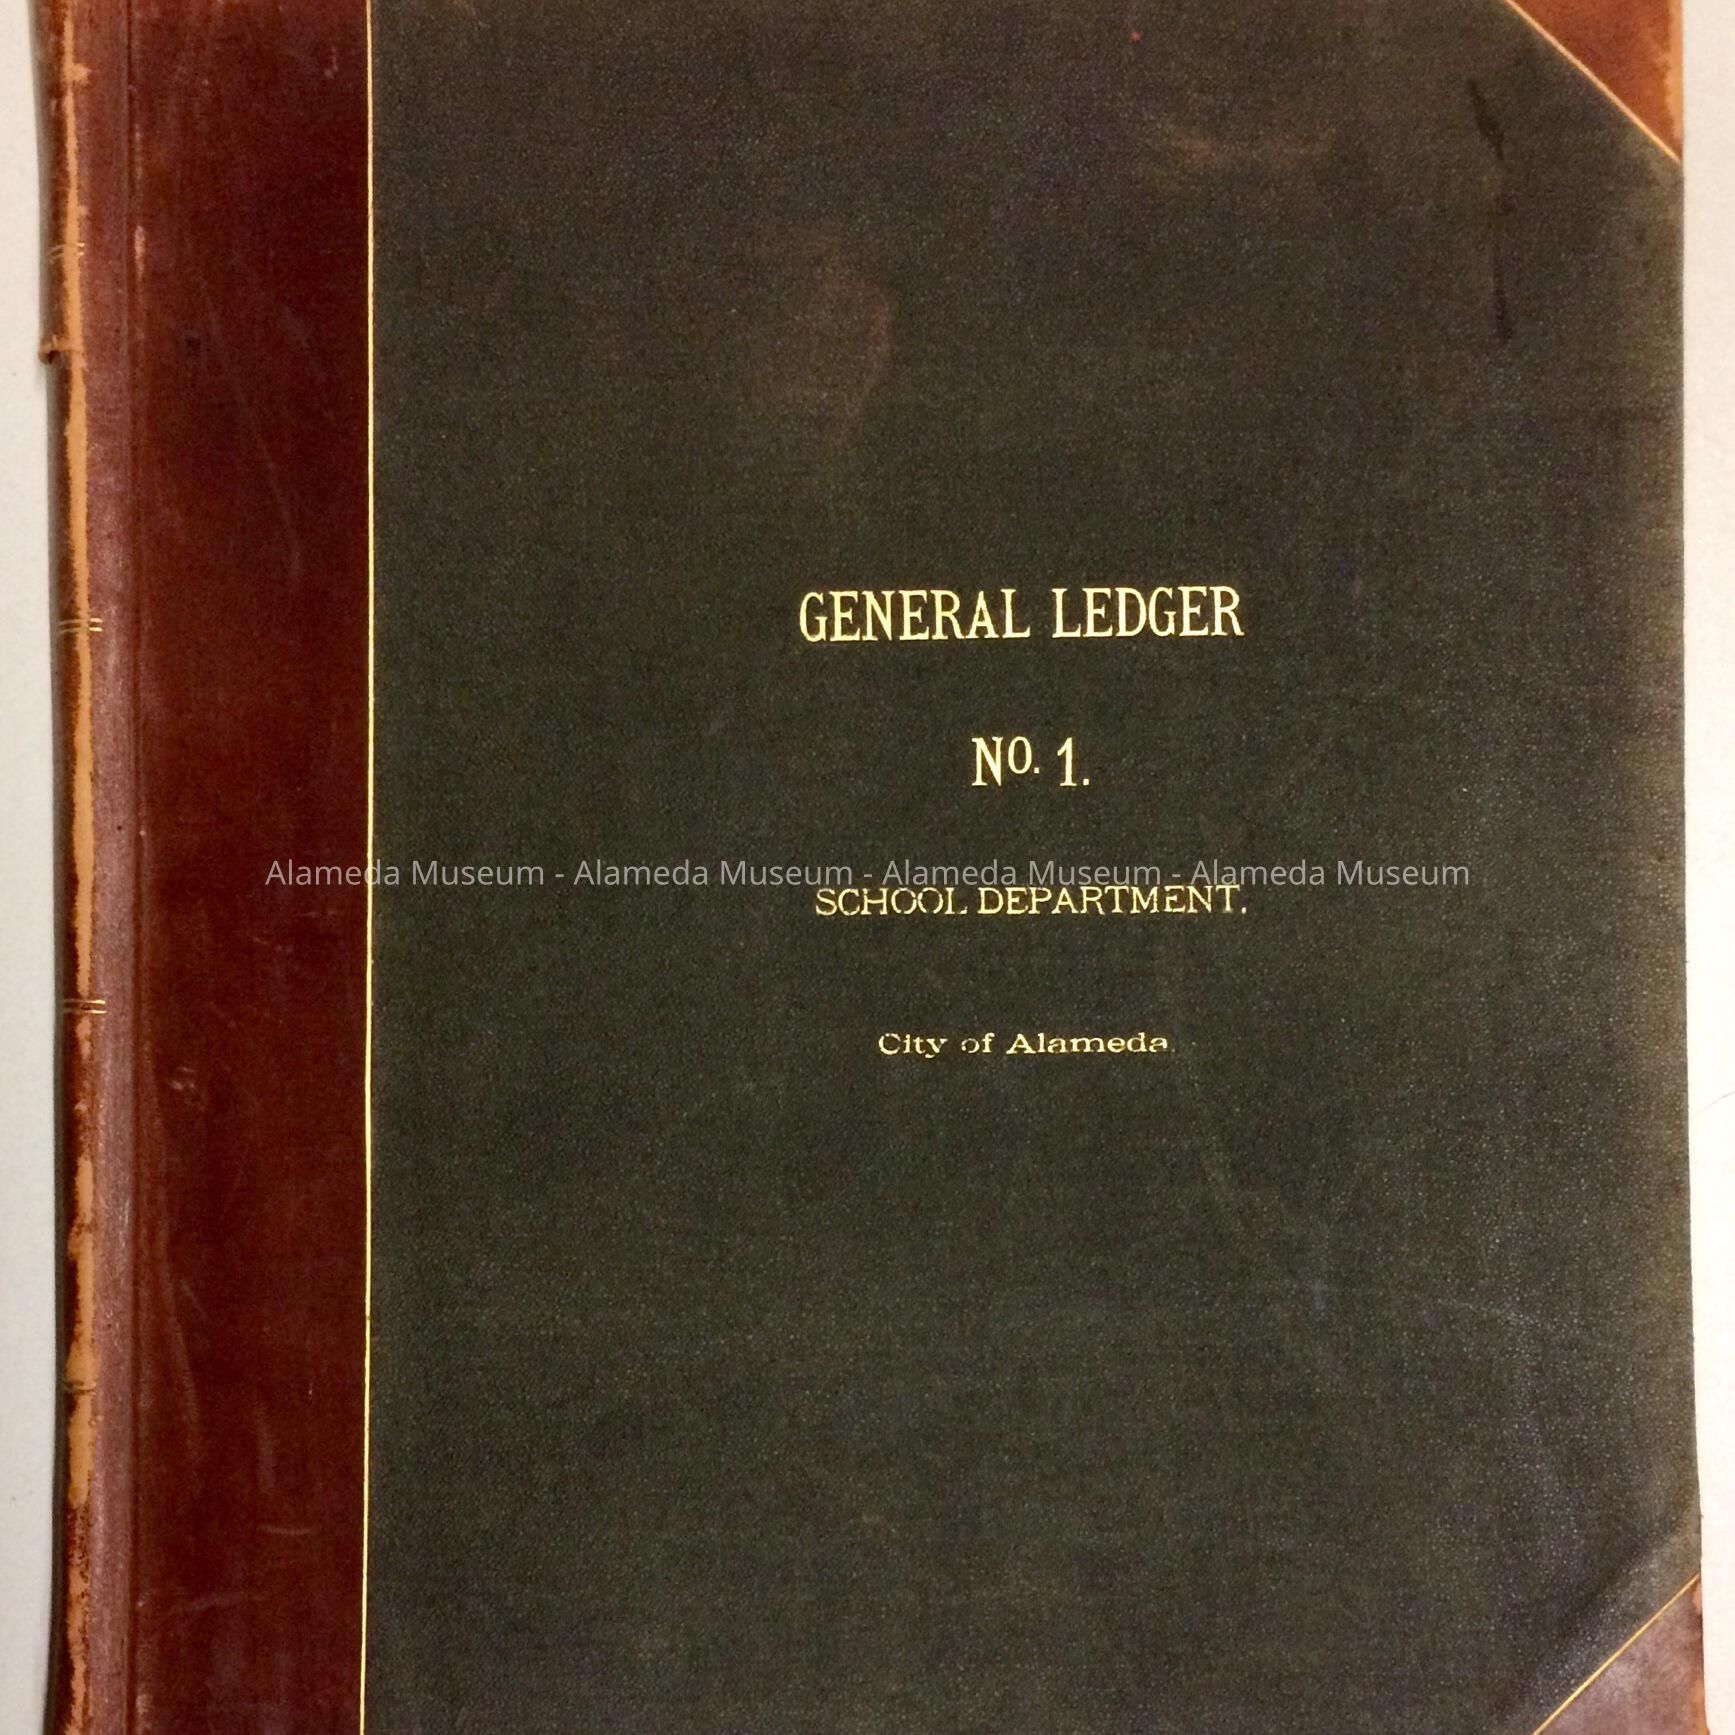 GENERAL LEDGER
NO. 1.
Alameda Museum - Alameda Museum - Alameda Museum - Alameda Museum
SCHOOL DEPARTMENT.
City of Alameda.